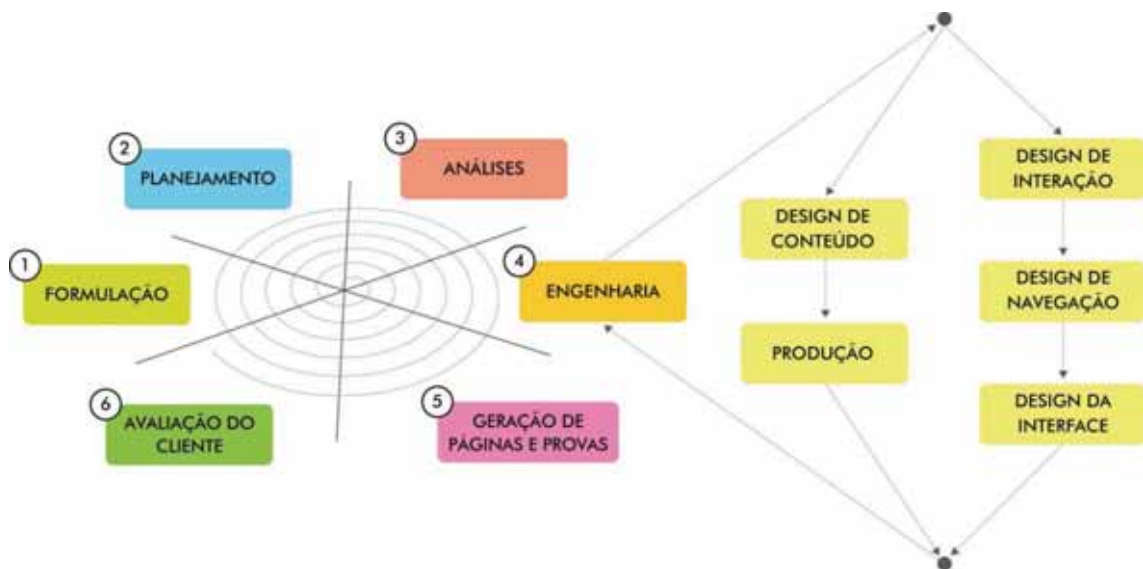 1
FORMULAÇÃO
2
PLANEJAMENTO
3
ANÁLISES
4
ENGENHARIA
5
GERAÇÃO DE
PÁGINAS E PROVAS
6
AVALIAÇÃO DO
CLIENTE
DESIGN DE
CONTEÚDO
PRODUÇÃO
DESIGN DE
INTERAÇÃO
DESIGN DE
NAVEGAÇÃO
DESIGN DA
INTERFACE